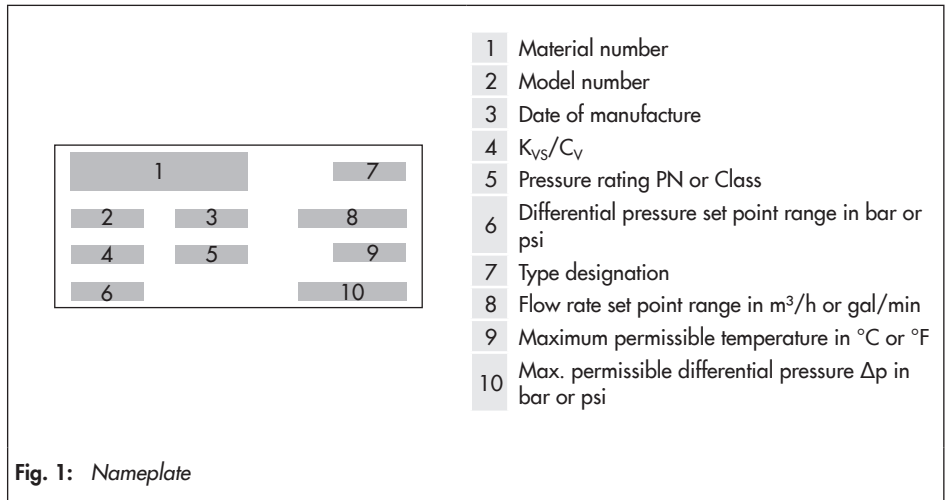 1 Material number
2 Model number
3 Date of manufacture
4 KVS/CV
5 Pressure rating PN or Class
6 Differential pressure set point range in bar or
psi
7 Type designation
8 Flow rate set point range in m³/h or gal/min
9 Maximum permissible temperature in °C or °F
10 Max. permissible differential pressure Δp in
bar or psi
1 7
2 3 8
4 5 9
6 10
Fig. 1: Nameplate